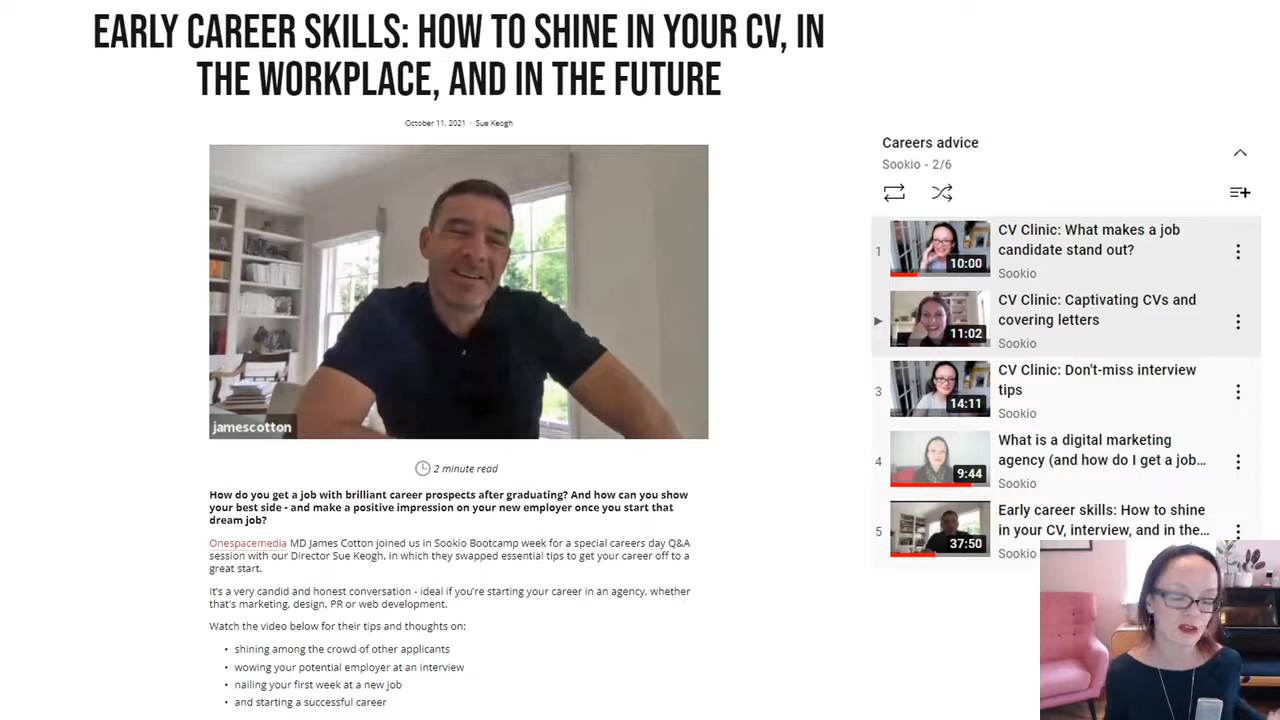 EARLY CAREER SKILLS: HOW TO SHINE IN YOUR CV, IN
THE WORKPLACE, AND IN THE FUTURE
October 11, 2021 · Sue Keogh
jamescotton
2 minute read
How do you get a job with brilliant career prospects after graduating? And how can you show
your best side - and make a positive impression on your new employer once you start that
dream job?
Onespacemedia MD James Cotton joined us in Sookio Bootcamp week for a special careers day Q&A
session with our Director Sue Keogh, in which they swapped essential tips to get your career off to a
great start.
It's a very candid and honest conversation - ideal if you're starting your career in an agency, whether
that's marketing, design, PR or web development.
Watch the video below for their tips and thoughts on:
• shining among the crowd of other applicants
• wowing your potential employer at an interview
• nailing your first week at a new job
• and starting a successful career
Careers advice
Sookio - 2/6
1
10:00
CV Clinic: What makes a job
candidate stand out?
Sookio
11:02
CV Clinic: Captivating CVs and
covering letters
Sookio
3
14:11
CV Clinic: Don't-miss interview
tips
Sookio
4
9:44
What is a digital marketing
agency (and how do I get a job...
Sookio
5
37:50
Early career skills: How to shine
in your CV, interview, and in the...
Sookio